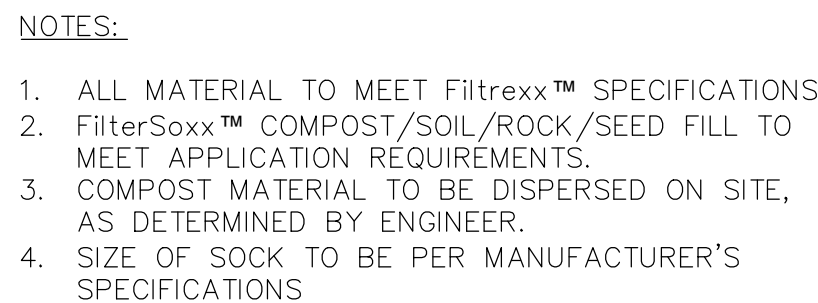 NOTES:
1. ALL MATERIAL TO MEET Filtrexx™ SPECIFICATIONS
2. FilterSoxx™ COMPOST/SOIL/ROCK/SEED FILL TO
MEET APPLICATION REQUIREMENTS.
3. COMPOST MATERIAL TO BE DISPERSED ON SITE,
AS DETERMINED BY ENGINEER.
4. SIZE OF SOCK TO BE PER MANUFACTURER'S
SPECIFICATIONS